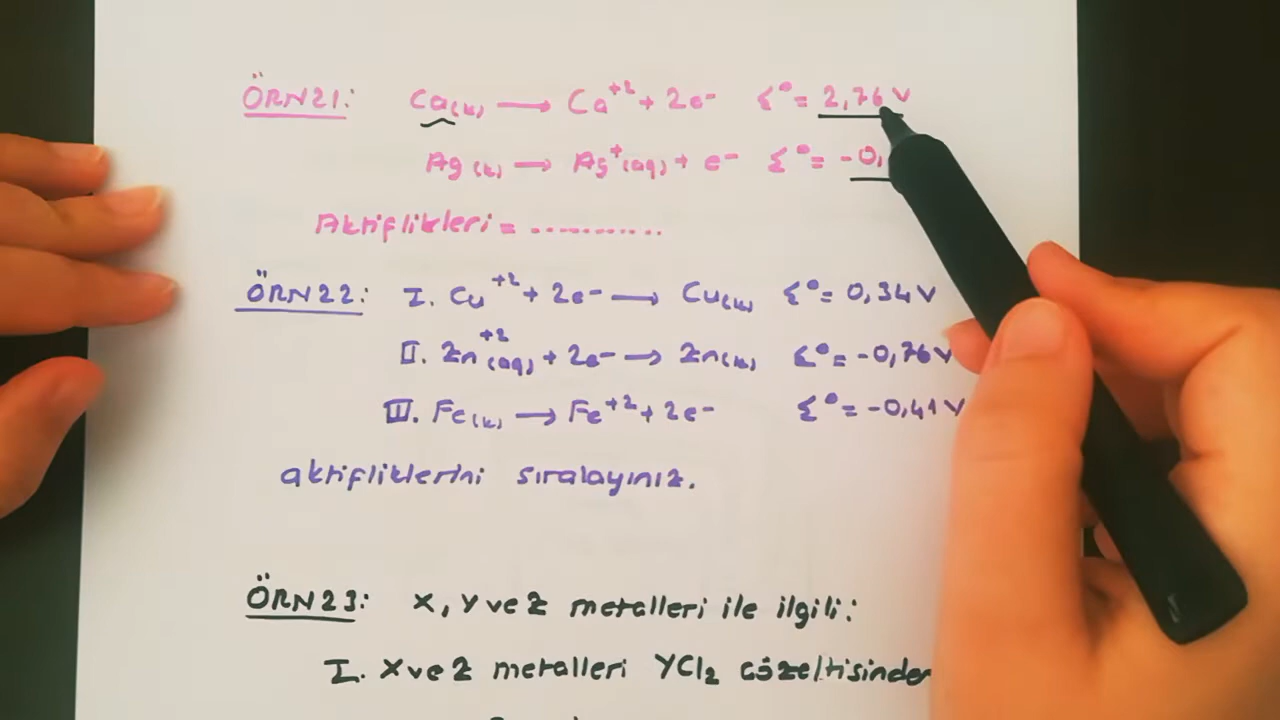 ÖRN21: Ca(k) → Ca⁺² + 2e⁻ Ɛ° = 2,76 V
Ag(k) → Ag⁺(aq) + e⁻ Ɛ° = -0,
Aktiflikleri = ............
ÖRN22: I. Cu⁺² + 2e⁻ → Cu(k) Ɛ° = 0,34 V
II. Zn⁺²(aq) + 2e⁻ → Zn(k) Ɛ° = -0,76 V
III. Fe(k) → Fe⁺² + 2e⁻ Ɛ° = -0,41 V
aktifliklerini sıralayınız.
ÖRN23: X, Y ve Z metalleri ile ilgili:
I. X ve Z metalleri YCl₂ çözeltisinden